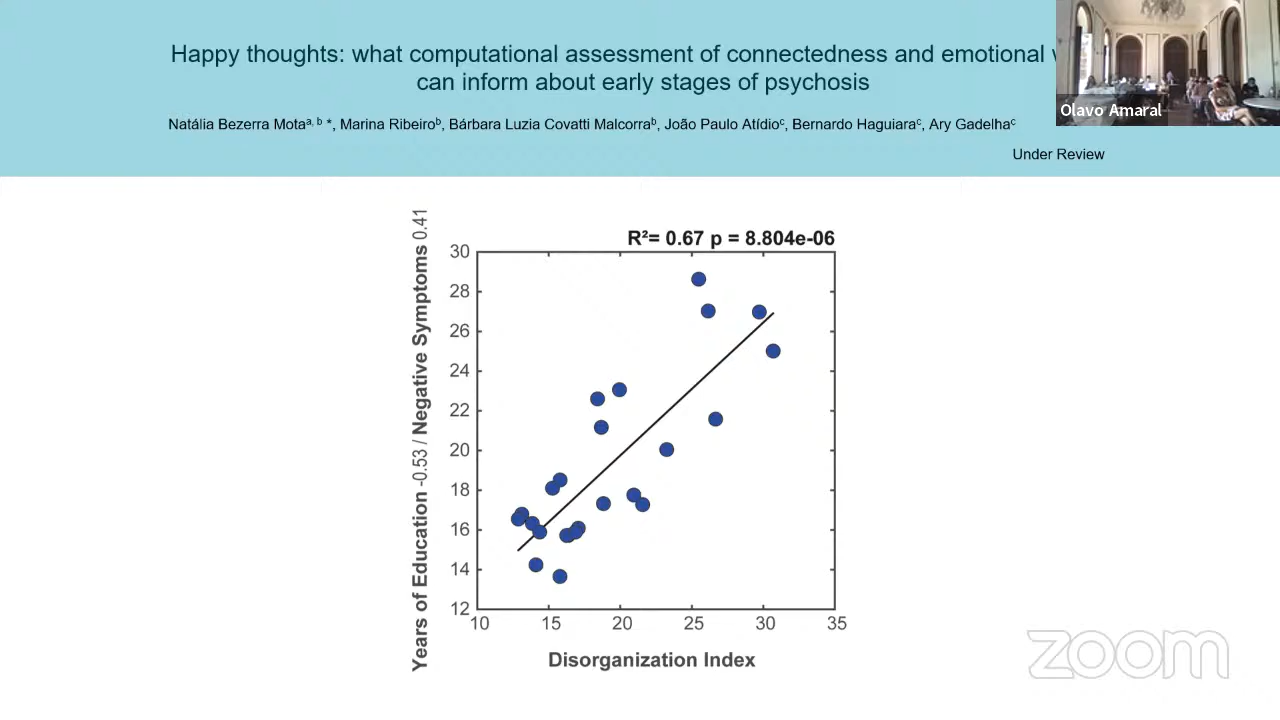 Happy thoughts: what computational assessment of connectedness and emotional
can inform about early stages of psychosis
Olavo Amaral
Natália Bezerra Motaᵃ, ᵇ *, Marina Ribeiroᵇ, Bárbara Luzia Covatti Malcorraᵇ, João Paulo Atídioᶜ, Bernardo Haguiaraᶜ, Ary Gadelhaᶜ
Under Review
R²= 0.67 p = 8.804e-06
Years of Education -0.53 / Negative Symptoms 0.41
30
28
26
24
22
20
18
16
14
12
10 15 20 25 30 35
Disorganization Index
zoom